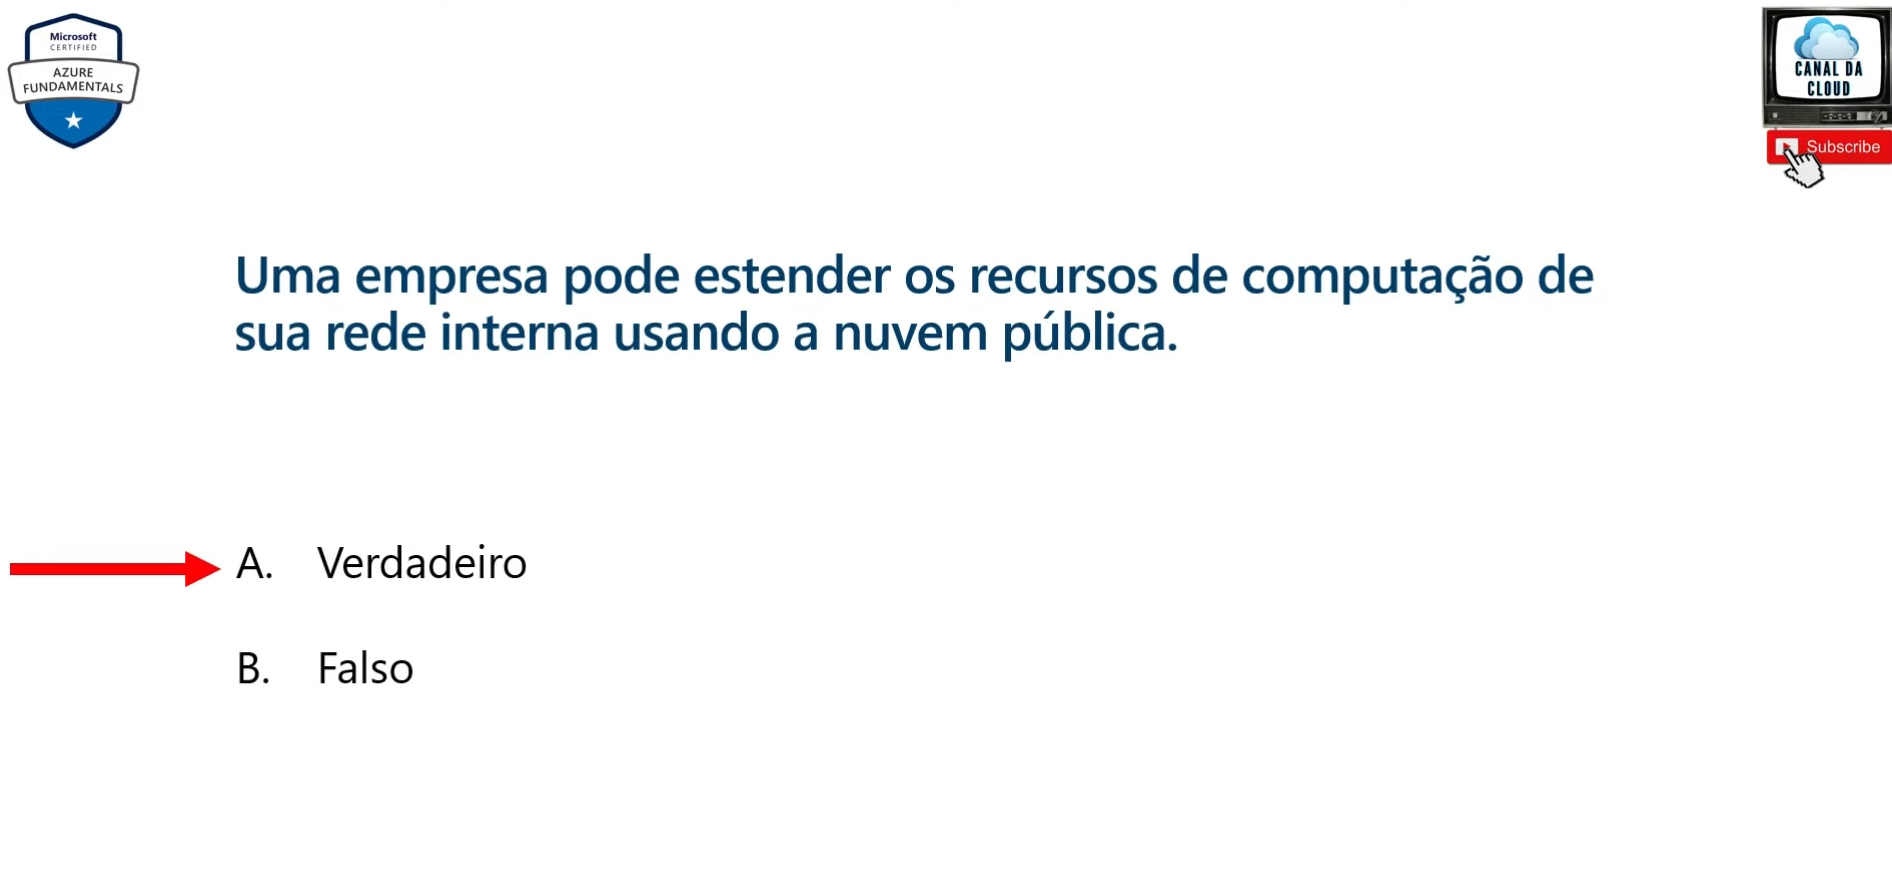 Microsoft
CERTIFIED
AZURE
FUNDAMENTALS
CANAL DA
CLOUD
Subscribe
Uma empresa pode estender os recursos de computação de
sua rede interna usando a nuvem pública.
A. Verdadeiro
B. Falso